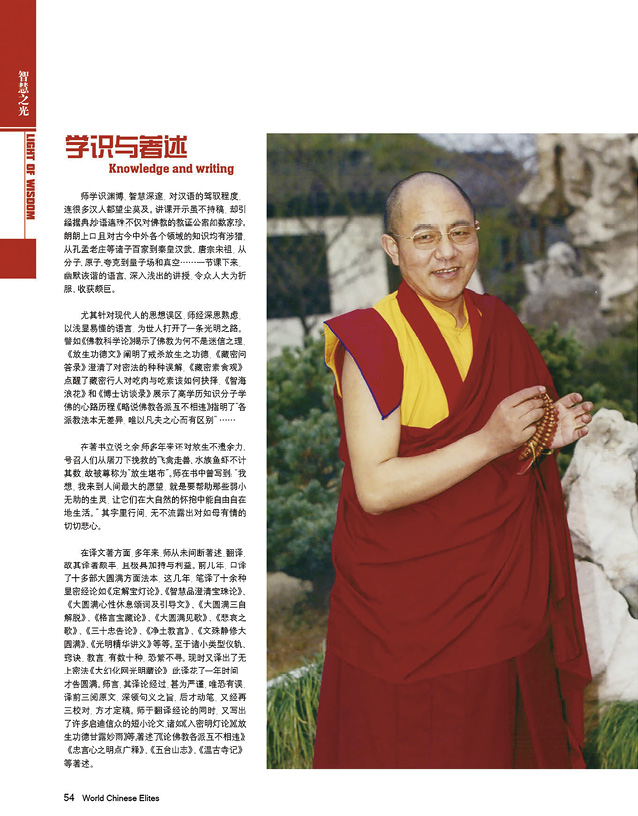 智慧之光
LIGHT OF WISDOM
学识与著述
Knowledge and writing
师学识渊博, 智慧深邃, 对汉语的驾驭程度,
连很多汉人都望尘莫及。讲课开示虽不持稿, 却引
经据典,妙语连珠,不仅对佛教的教证公案如数家珍,
朗朗上口,且对古今中外各个领域的知识均有涉猎,
从孔孟老庄等诸子百家到秦皇汉武、唐宗宋祖, 从
分子,原子,夸克到量子场和真空……一节课下来,
幽默诙谐的语言, 深入浅出的讲授, 令众人大为折
服、收获颇巨。
尤其针对现代人的思想误区, 师经深思熟虑,
以浅显易懂的语言, 为世人打开了一条光明之路。
譬如《佛教科学论》揭示了佛教为何不是迷信之理,
《放生功德文》阐明了戒杀放生之功德,《藏密问
答录》澄清了对密法的种种误解,《藏密素食观》
点醒了藏密行人对吃肉与吃素该如何抉择,《智海
浪花》和《博士访谈录》展示了高学历知识分子学
佛的心路历程,《略说佛教各派互不相违》指明了“各
派教法本无差异, 唯以凡夫之心而有区别”……
在著书立说之余,师多年来还对放生不遗余力,
号召人们从屠刀下挽救的飞禽走兽、水族鱼虾不计
其数, 故被尊称为“放生堪布”。师在书中曾写到:“我
想, 我来到人间最大的愿望, 就是要帮助那些弱小
无助的生灵, 让它们在大自然的怀抱中能自由自在
地生活。”其字里行间, 无不流露出对如母有情的
切切悲心。
在译文著方面,多年来, 师从未间断著述、翻译,
故其译著颇丰, 且极具加持与利益。前几年, 口译
了十多部大圆满方面法本, 这几年, 笔译了十余种
显密经论如《定解宝灯论》、《智慧品澄清宝珠论》、
《大圆满心性休息颂词及引导文》、《大圆满三自
解脱》、《格言宝藏论》、《大圆满见歌》、《悲哀之
歌》、《三十忠告论》、《净土教言》、《文殊静修大
圆满》、《光明精华讲义》等等。至于诸小类型仪轨、
窍诀、教言, 有数十种, 恐繁不寻。现时又译出了无
上密法《大幻化网光明藏论》,此译花了一年时间,
才告圆满。师言, 其译论经过, 甚为严谨, 唯恐有误,
译前三阅原文, 深领句义之旨, 后才动笔, 又经再
三校对, 方才定稿。师于翻译经论的同时, 又写出
了许多启迪信众的短小论文,诸如《入密明灯论》《放
生功德甘露妙雨》等,著述《论佛教各派互不相违》
《忠言心之明点广释》、《五台山志》、《温古寺记》
等著述。
54 World Chinese Elites